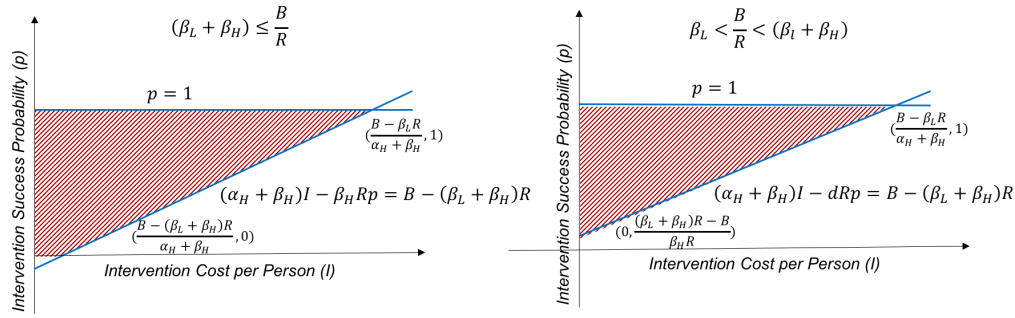 (β_L + β_H) ≤ B/R
Intervention Success Probability (p)
p = 1
((B − β_L R)/(α_H + β_H), 1)
(α_H + β_H)I − β_H Rp = B − (β_L + β_H)R
((B − (β_L + β_H)R)/(α_H + β_H), 0)
Intervention Cost per Person (I)
β_L < B/R < (β_l + β_H)
Intervention Success Probability (p)
p = 1
((B − β_L R)/(α_H + β_H), 1)
(α_H + β_H)I − dRp = B − (β_L + β_H)R
(0, ((β_L + β_H)R − B)/(β_H R))
Intervention Cost per Person (I)